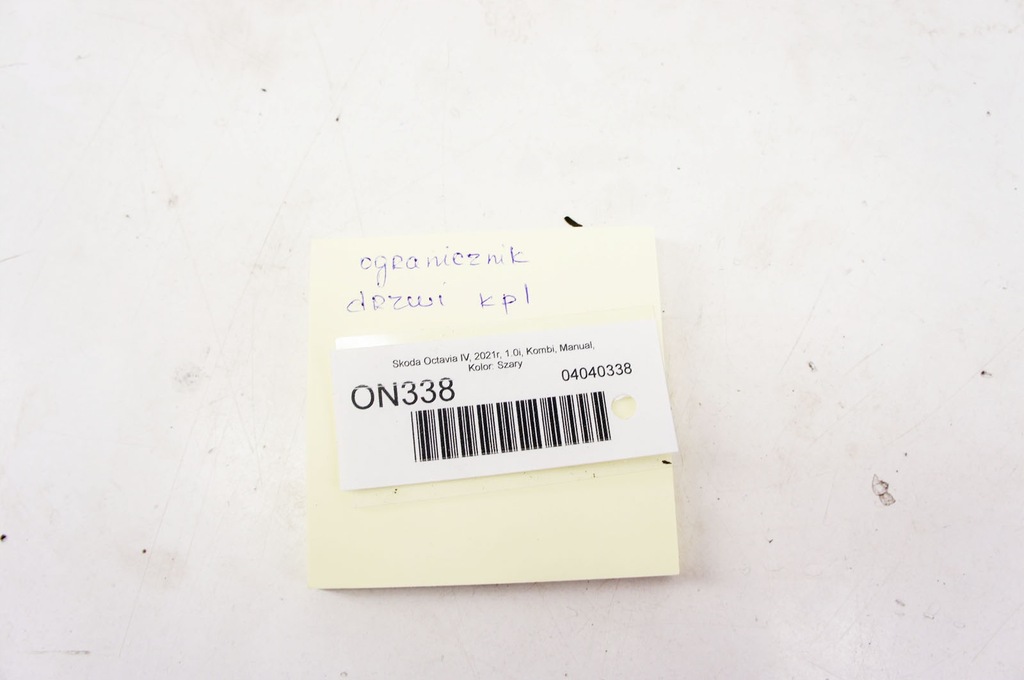 ogranicznik
drzwi kpl
Skoda Octavia IV, 2021r, 1.0i, Kombi, Manual,
Kolor: Szary
ON338
04040338